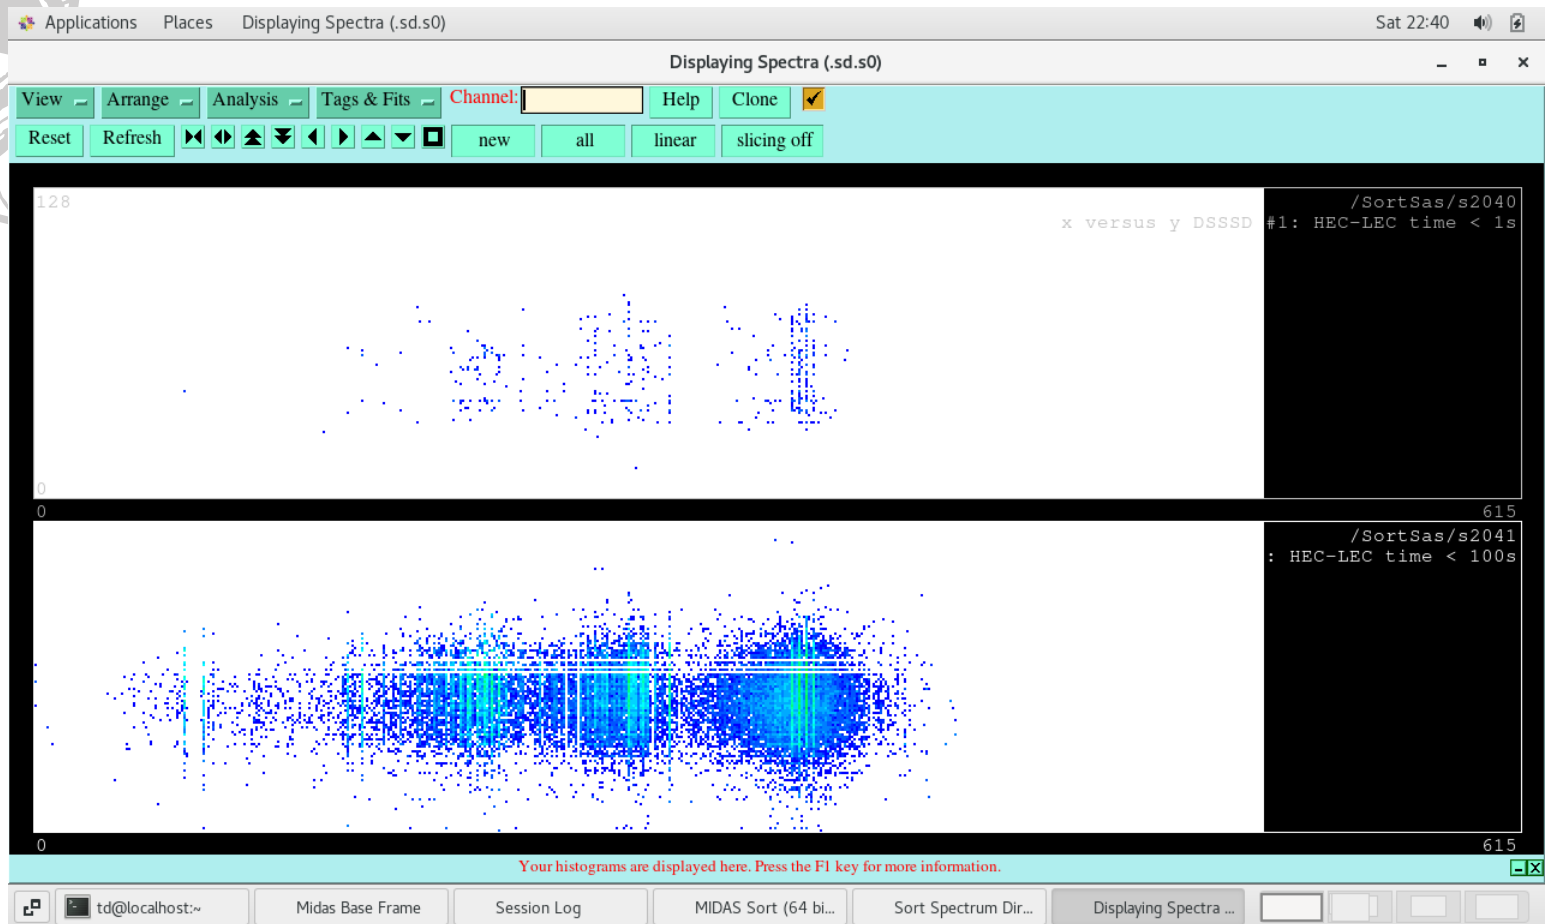 Applications Places Displaying Spectra (.sd.s0) Sat 22:40
Displaying Spectra (.sd.s0)
View Arrange Analysis Tags & Fits Channel: Help Clone
Reset Refresh new all linear slicing off
128 /SortSas/s2040
x versus y DSSSD #1: HEC-LEC time < 1s
0
0 615
/SortSas/s2041
: HEC-LEC time < 100s
0 615
Your histograms are displayed here. Press the F1 key for more information.
td@localhost:~ Midas Base Frame Session Log MIDAS Sort (64 bi... Sort Spectrum Dir... Displaying Spectra ...